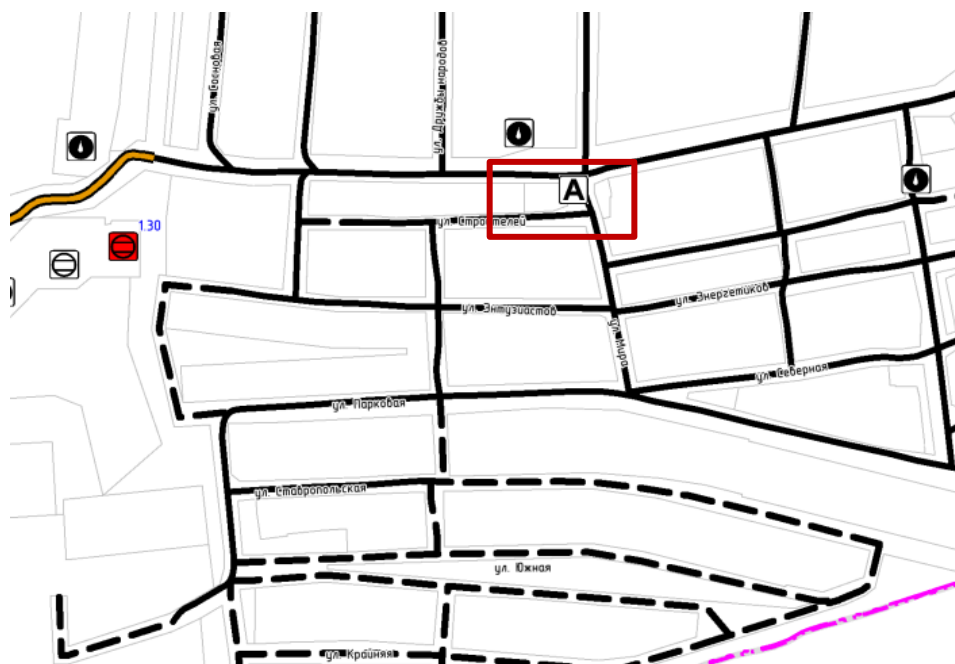 ул. Сосновая
ул. Дружбы народов
А
ул. Строителей
1.30
ул. Энтузиастов
ул. Энергетиков
ул. Мира
ул. Северная
ул. Парковая
ул. Ставропольская
ул. Южная
ул. Крайняя